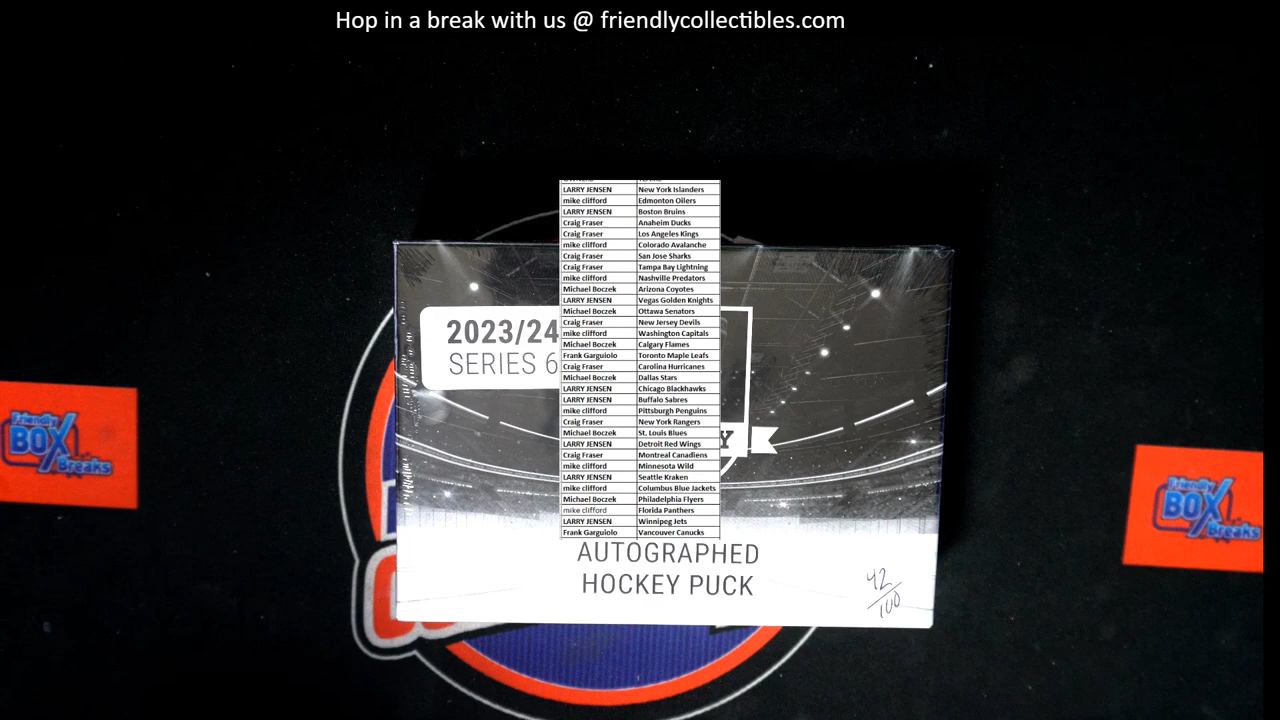 Hop in a break with us @ friendlycollectibles.com
LARRY JENSEN New York Islanders
mike clifford Edmonton Oilers
LARRY JENSEN Boston Bruins
Craig Fraser Anaheim Ducks
Craig Fraser Los Angeles Kings
mike clifford Colorado Avalanche
Craig Fraser San Jose Sharks
Craig Fraser Tampa Bay Lightning
mike clifford Nashville Predators
Michael Boczek Arizona Coyotes
LARRY JENSEN Vegas Golden Knights
Michael Boczek Ottawa Senators
Craig Fraser New Jersey Devils
mike clifford Washington Capitals
Michael Boczek Calgary Flames
Frank Garguiolo Toronto Maple Leafs
Craig Fraser Carolina Hurricanes
Michael Boczek Dallas Stars
LARRY JENSEN Chicago Blackhawks
LARRY JENSEN Buffalo Sabres
mike clifford Pittsburgh Penguins
Craig Fraser New York Rangers
Michael Boczek St. Louis Blues
LARRY JENSEN Detroit Red Wings
Craig Fraser Montreal Canadiens
mike clifford Minnesota Wild
LARRY JENSEN Seattle Kraken
mike clifford Columbus Blue Jackets
Michael Boczek Philadelphia Flyers
mike clifford Florida Panthers
LARRY JENSEN Winnipeg Jets
Frank Garguiolo Vancouver Canucks
2023/24
SERIES 6
Y
AUTOGRAPHED
HOCKEY PUCK
42
100
Friendly
BOX
Breaks
Friendly
BOX
Breaks